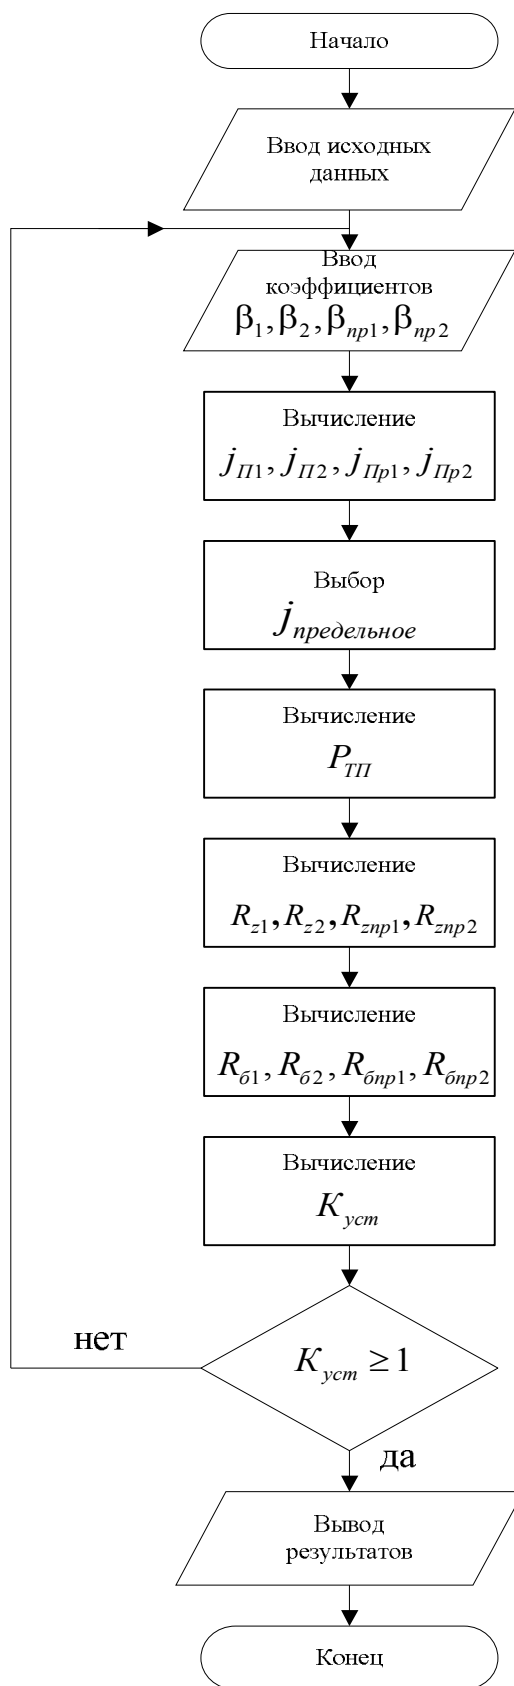 Начало
Ввод исходных
данных
Ввод
коэффициентов
β₁, β₂, βпр1, βпр2
Вычисление
jП1, jП2, jПр1, jПр2
Выбор
jпредельное
Вычисление
PТП
Вычисление
Rz1, Rz2, Rzпр1, Rzпр2
Вычисление
Rб1, Rб2, Rбпр1, Rбпр2
Вычисление
Kуст
Kуст ≥ 1
нет
да
Вывод
результатов
Конец